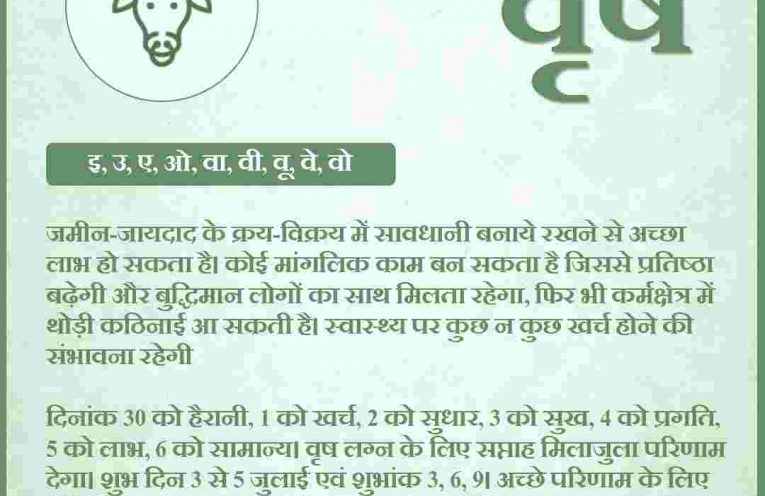 वृष
इ, उ, ए, ओ, वा, वी, वू, वे, वो
जमीन-जायदाद के क्रय-विक्रय में सावधानी बनाये रखने से अच्छा
लाभ हो सकता है। कोई मांगलिक काम बन सकता है जिससे प्रतिष्ठा
बढ़ेगी और बुद्धिमान लोगों का साथ मिलता रहेगा, फिर भी कर्मक्षेत्र में
थोड़ी कठिनाई आ सकती है। स्वास्थ्य पर कुछ न कुछ खर्च होने की
संभावना रहेगी
दिनांक 30 को हैरानी, 1 को खर्च, 2 को सुधार, 3 को सुख, 4 को प्रगति,
5 को लाभ, 6 को सामान्य। वृष लग्न के लिए सप्ताह मिलाजुला परिणाम
देगा। शुभ दिन 3 से 5 जुलाई एवं शुभांक 3, 6, 9। अच्छे परिणाम के लिए